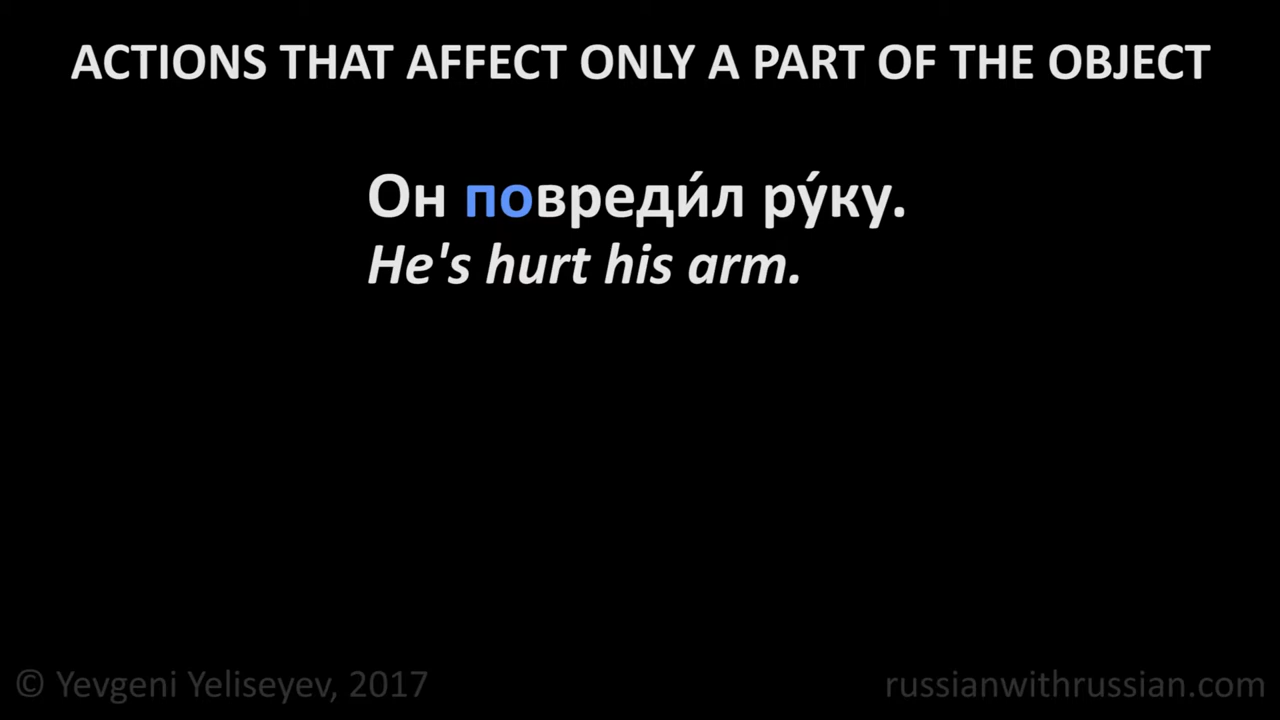 ACTIONS THAT AFFECT ONLY A PART OF THE OBJECT
Он повреди́л ру́ку.
He's hurt his arm.
© Yevgeni Yeliseyev, 2017
russianwithrussian.com